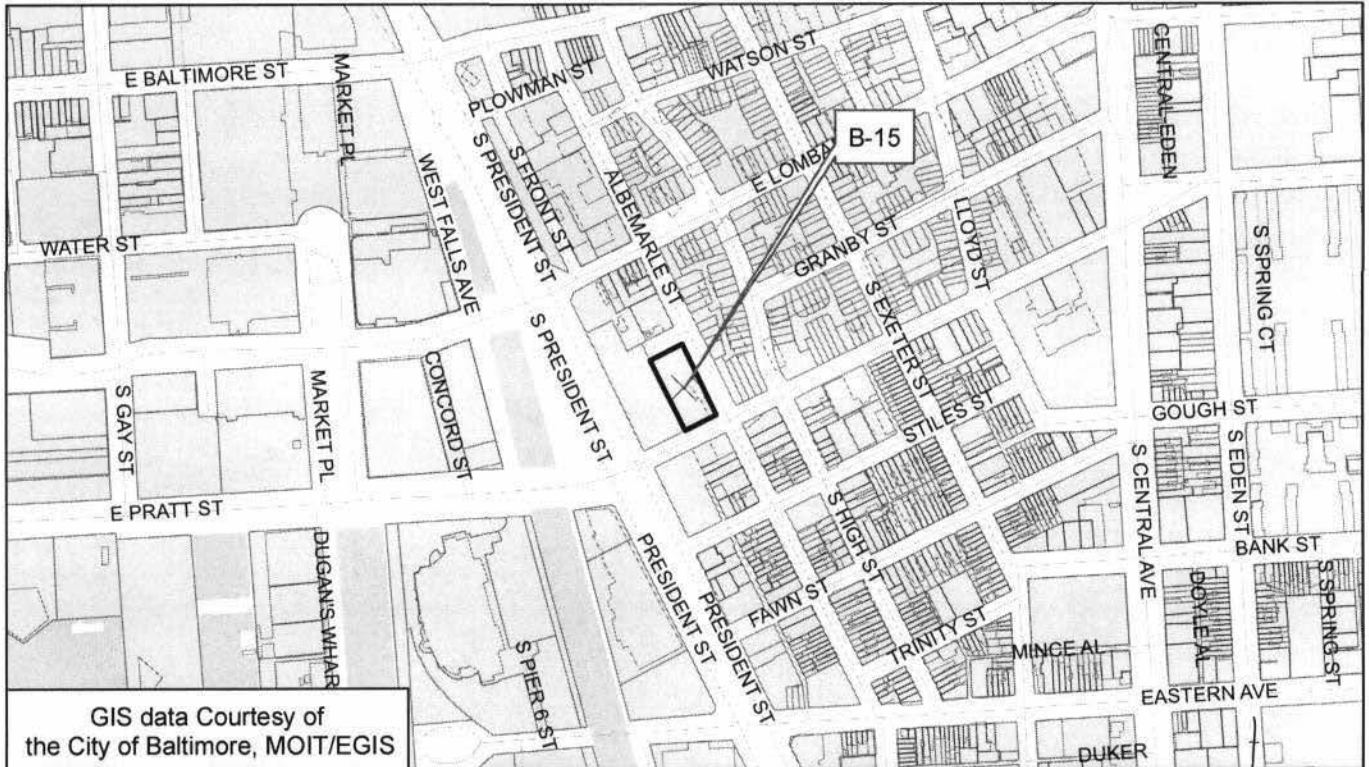 E BALTIMORE ST
MARKET PL
PLOWMAN ST
WATSON ST
CENTRAL-EDEN
B-15
S FRONT ST
S PRESIDENT ST
WEST FALLS AVE
ALBEMARLE ST
E LOMBA
LLOYD ST
GRANBY ST
S SPRING CT
WATER ST
S EXETER ST
S PRESIDENT ST
CONCORD ST
MARKET PL
S GAY ST
STILES ST
GOUGH ST
S CENTRAL AVE
S EDEN ST
E PRATT ST
S HIGH ST
BANK ST
DUGAN'S WHAR
PRESIDENT ST
PRESIDENT ST
FAWN ST
TRINITY ST
MINCE AL
DOYLE AL
S SPRING ST
S PIER 6 ST
EASTERN AVE
DUKER
GIS data Courtesy of
the City of Baltimore, MOIT/EGIS